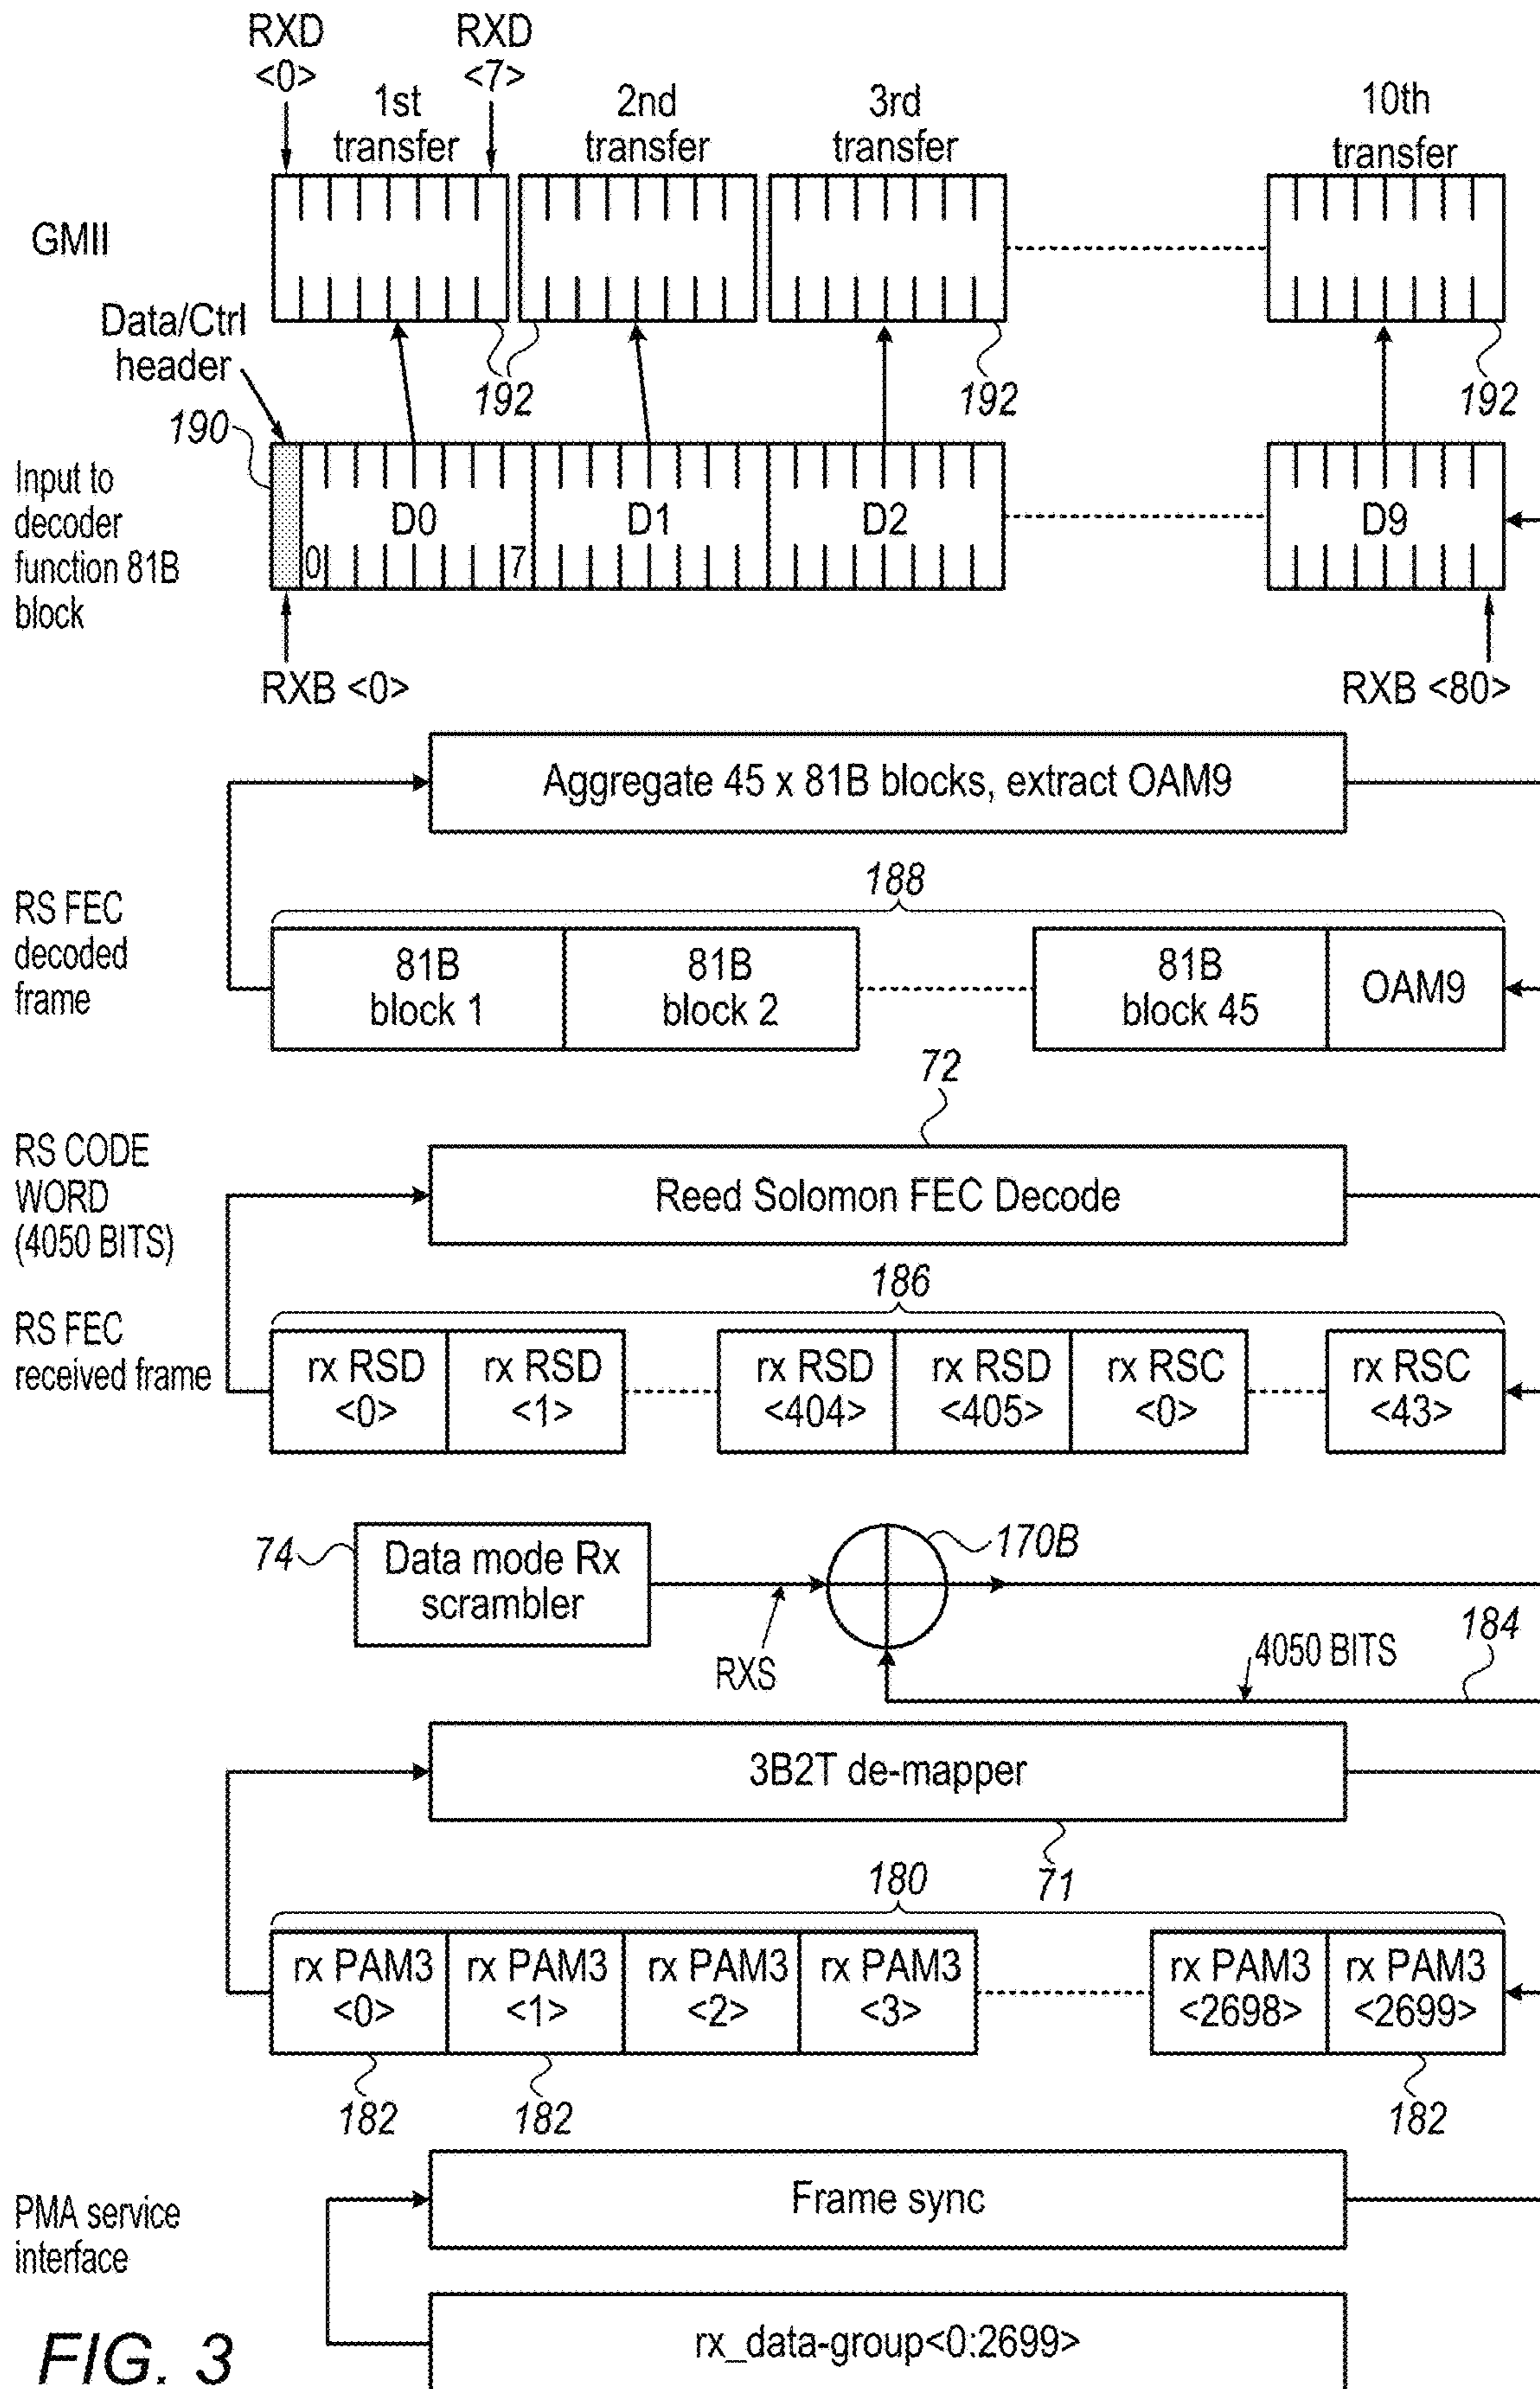 RXD
<0>
RXD
<7>
1st
transfer
2nd
transfer
3rd
transfer
10th
transfer
GMII
Data/Ctrl
header
192
192
192
190
Input to
decoder
function 81B
block
D0
D1
D2
D9
0
7
RXB <0>
RXB <80>
Aggregate 45 x 81B blocks, extract OAM9
188
RS FEC
decoded
frame
81B
block 1
81B
block 2
81B
block 45
OAM9
72
RS CODE
WORD
(4050 BITS)
Reed Solomon FEC Decode
186
RS FEC
received frame
rx RSD
<0>
rx RSD
<1>
rx RSD
<404>
rx RSD
<405>
rx RSC
<0>
rx RSC
<43>
74
Data mode Rx
scrambler
170B
RXS
4050 BITS
184
3B2T de-mapper
71
180
rx PAM3
<0>
rx PAM3
<1>
rx PAM3
<2>
rx PAM3
<3>
rx PAM3
<2698>
rx PAM3
<2699>
182
182
182
PMA service
interface
Frame sync
rx_data-group<0:2699>
FIG. 3